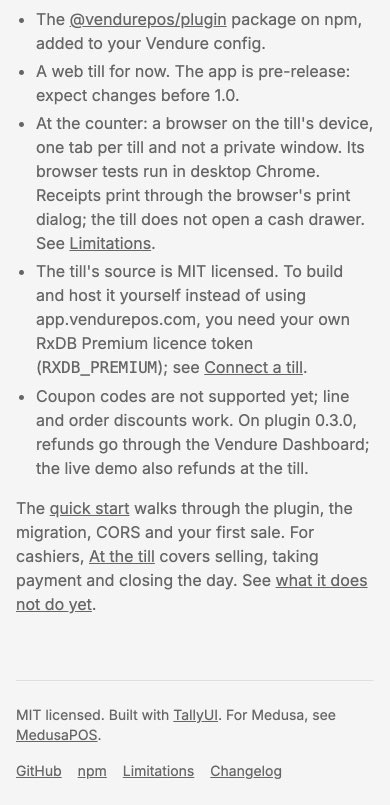 • The @vendurepos/plugin package on npm,
added to your Vendure config.
• A web till for now. The app is pre-release:
expect changes before 1.0.
• At the counter: a browser on the till's device,
one tab per till and not a private window. Its
browser tests run in desktop Chrome.
Receipts print through the browser's print
dialog; the till does not open a cash drawer.
See Limitations.
• The till's source is MIT licensed. To build
and host it yourself instead of using
app.vendurepos.com, you need your own
RxDB Premium licence token
(RXDB_PREMIUM); see Connect a till.
• Coupon codes are not supported yet; line
and order discounts work. On plugin 0.3.0,
refunds go through the Vendure Dashboard;
the live demo also refunds at the till.
The quick start walks through the plugin, the
migration, CORS and your first sale. For
cashiers, At the till covers selling, taking
payment and closing the day. See what it does
not do yet.
MIT licensed. Built with TallyUI. For Medusa, see
MedusaPOS.
GitHub npm Limitations Changelog